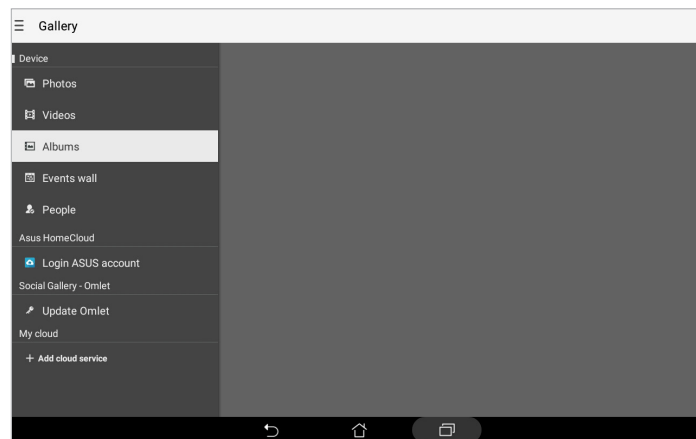 Gallery
Device
Photos
Videos
Albums
Events wall
People
Asus HomeCloud
Login ASUS account
Social Gallery - Omlet
Update Omlet
My cloud
Add cloud service